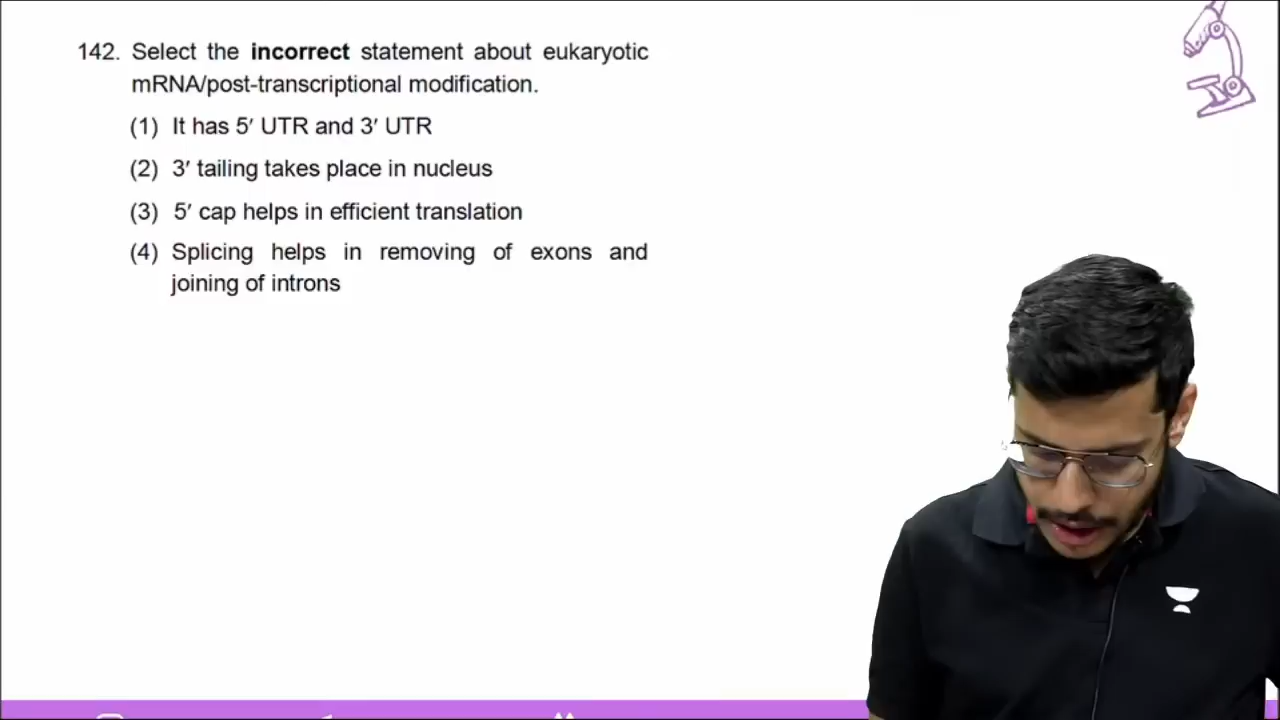 142. Select the incorrect statement about eukaryotic
mRNA/post-transcriptional modification.
(1) It has 5′ UTR and 3′ UTR
(2) 3′ tailing takes place in nucleus
(3) 5′ cap helps in efficient translation
(4) Splicing helps in removing of exons and
joining of introns